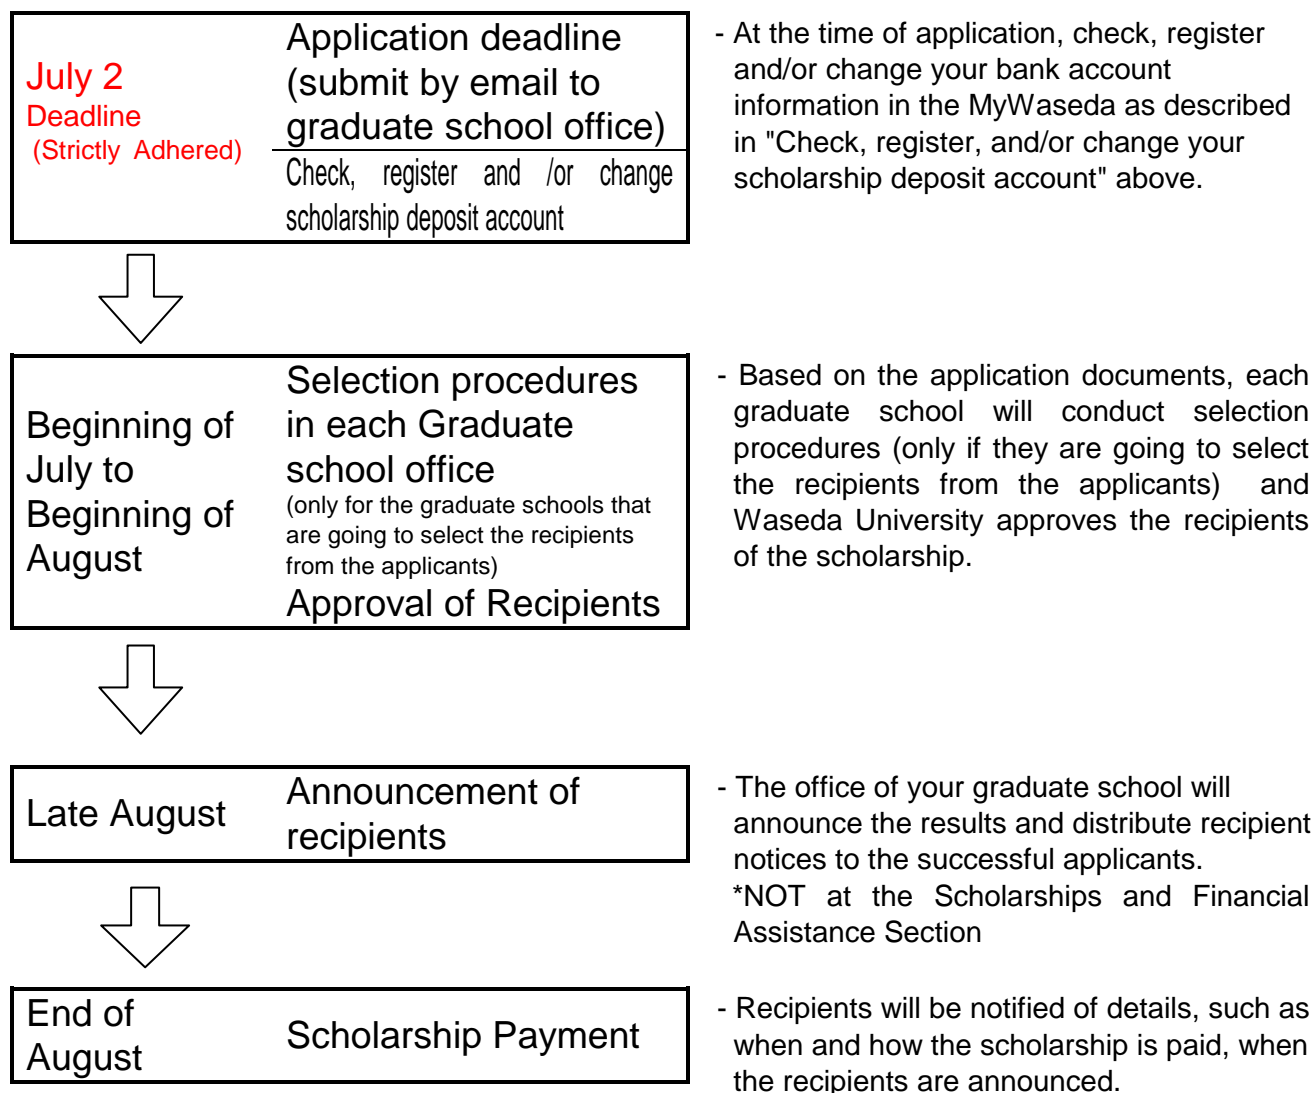 July 2
Deadline
(Strictly Adhered)
Application deadline
(submit by email to
graduate school office)
Check, register and /or change
scholarship deposit account
- At the time of application, check, register
and/or change your bank account
information in the MyWaseda as described
in "Check, register, and/or change your
scholarship deposit account" above.
Beginning of
July to
Beginning of
August
Selection procedures
in each Graduate
school office
(only for the graduate schools that
are going to select the recipients
from the applicants)
Approval of Recipients
- Based on the application documents, each
graduate school will conduct selection
procedures (only if they are going to select
the recipients from the applicants) and
Waseda University approves the recipients
of the scholarship.
Late August
Announcement of
recipients
- The office of your graduate school will
announce the results and distribute recipient
notices to the successful applicants.
*NOT at the Scholarships and Financial
Assistance Section
End of
August
Scholarship Payment
- Recipients will be notified of details, such as
when and how the scholarship is paid, when
the recipients are announced.